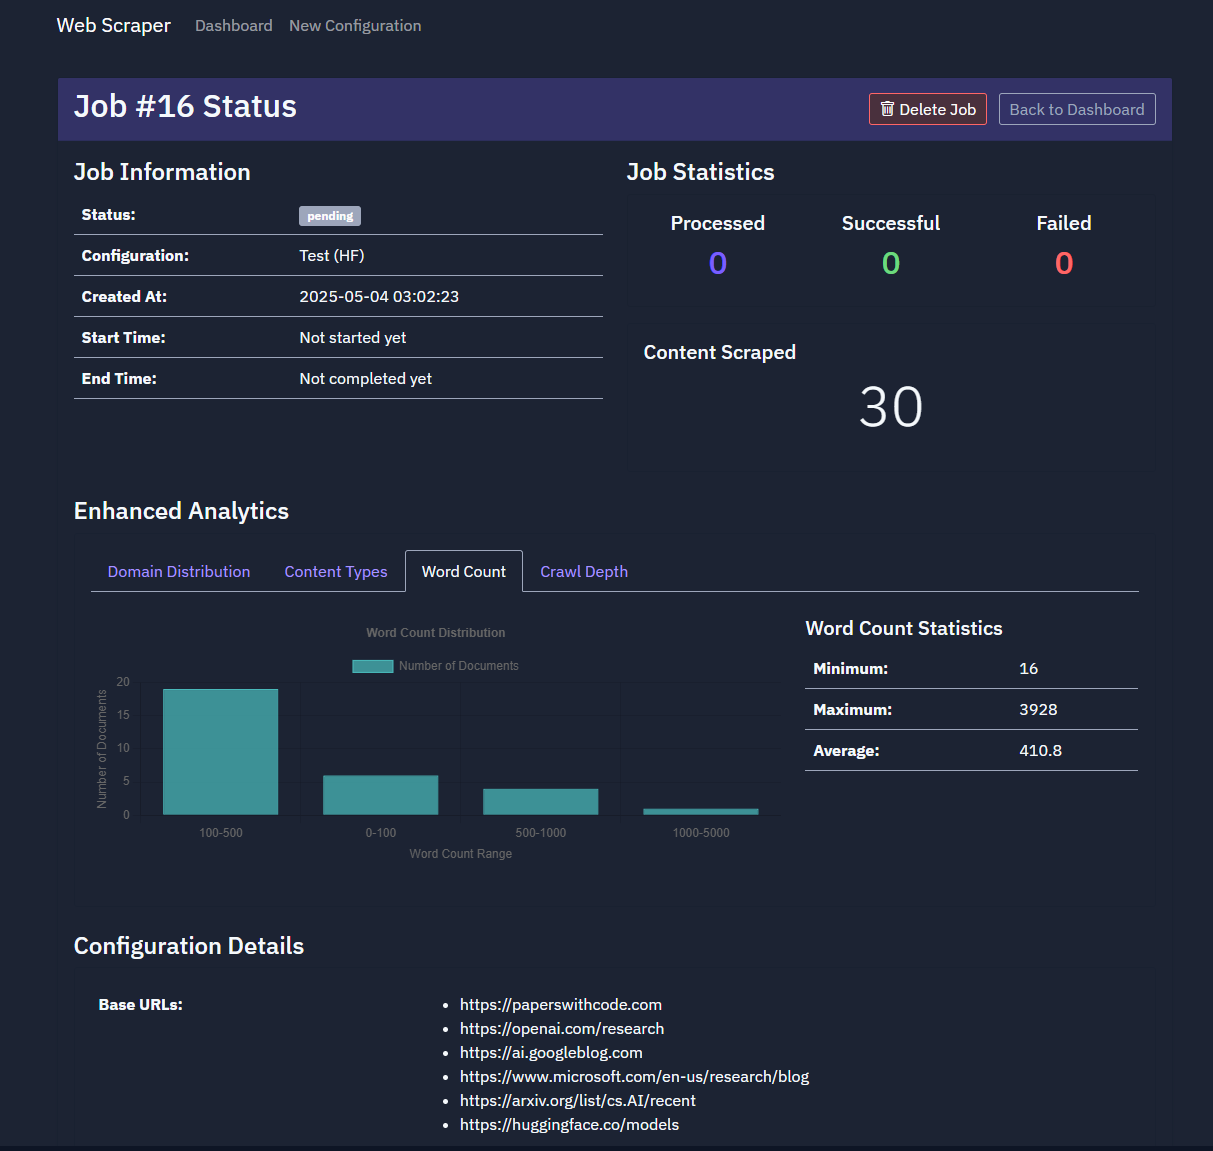 Web Scraper Dashboard New Configuration
Job #16 Status
Delete Job Back to Dashboard
Job Information
Status: pending
Configuration: Test (HF)
Created At: 2025-05-04 03:02:23
Start Time: Not started yet
End Time: Not completed yet
Job Statistics
Processed Successful Failed
0 0 0
Content Scraped
30
Enhanced Analytics
Domain Distribution Content Types Word Count Crawl Depth
Word Count Distribution
Number of Documents
Number of Documents
20
15
10
5
0
100-500 0-100 500-1000 1000-5000
Word Count Range
Word Count Statistics
Minimum: 16
Maximum: 3928
Average: 410.8
Configuration Details
Base URLs:
• https://paperswithcode.com
• https://openai.com/research
• https://ai.googleblog.com
• https://www.microsoft.com/en-us/research/blog
• https://arxiv.org/list/cs.AI/recent
• https://huggingface.co/models